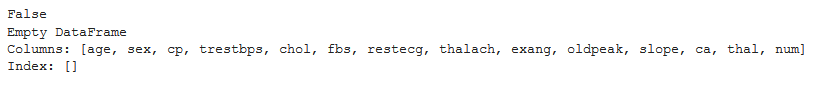 False
Empty DataFrame
Columns: [age, sex, cp, trestbps, chol, fbs, restecg, thalach, exang, oldpeak, slope, ca, thal, num]
Index: []